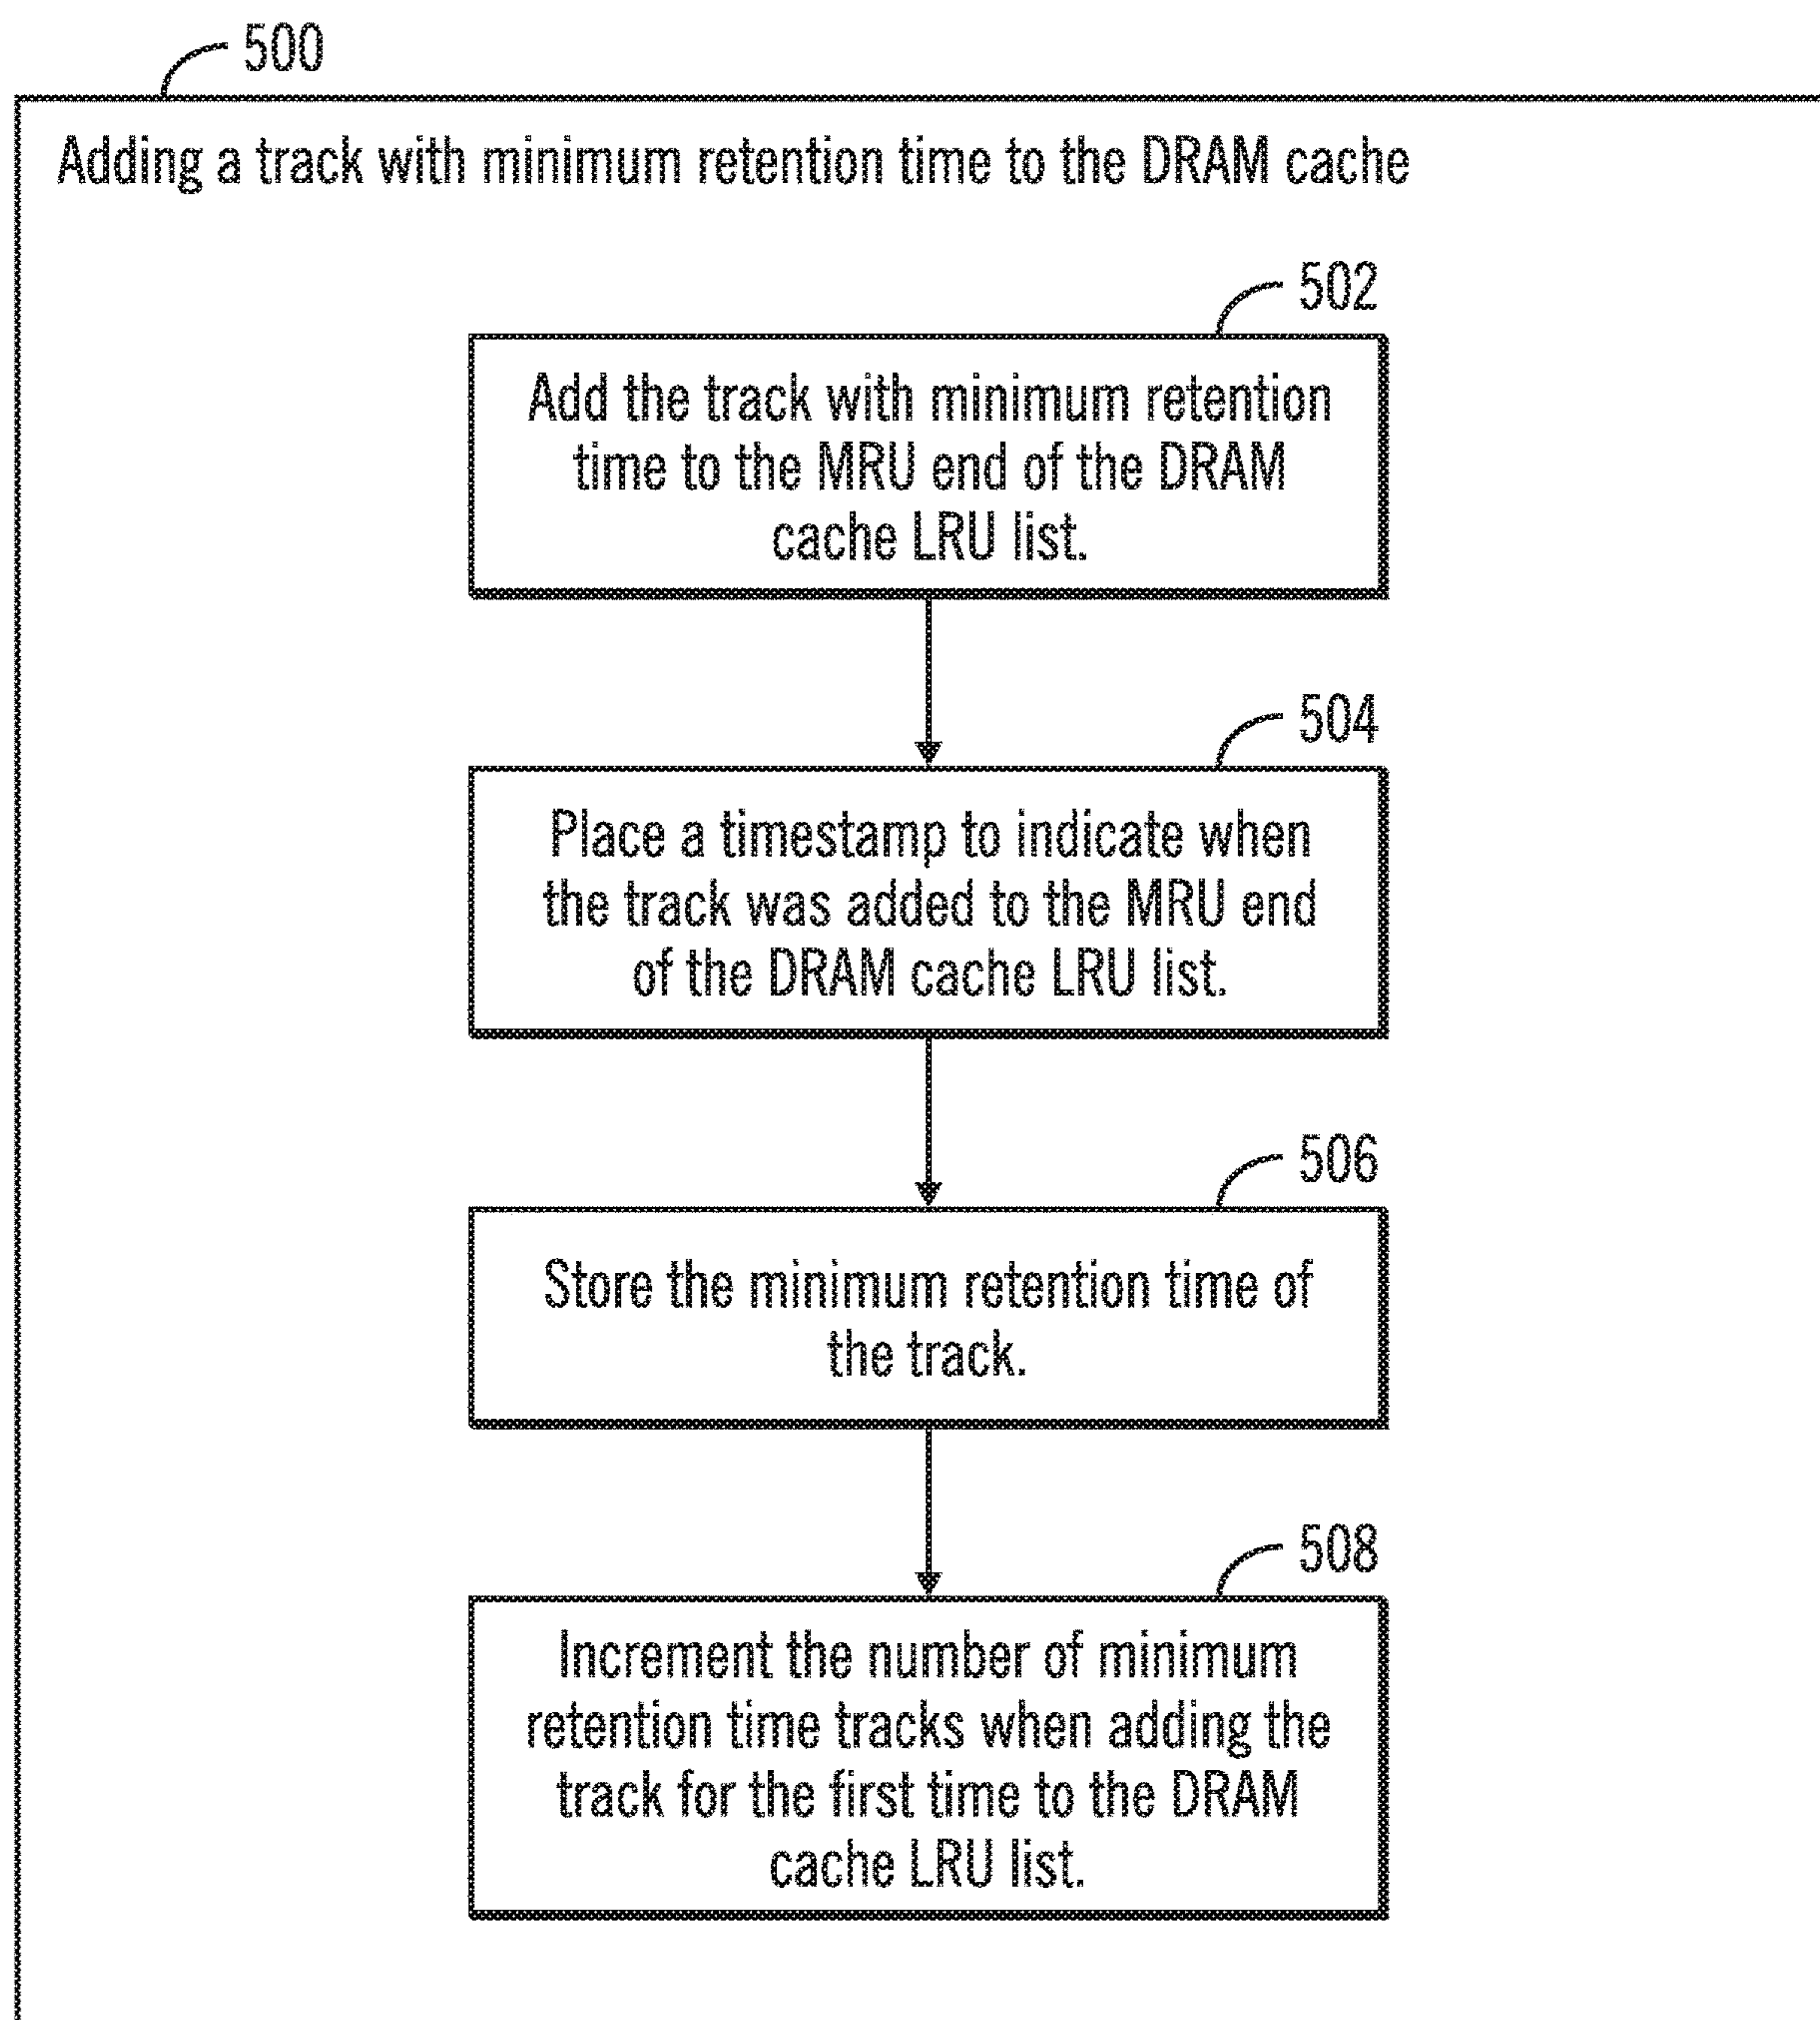 500
Adding a track with minimum retention time to the DRAM cache
502
Add the track with minimum retention
time to the MRU end of the DRAM
cache LRU list.
504
Place a timestamp to indicate when
the track was added to the MRU end
of the DRAM cache LRU list.
506
Store the minimum retention time of
the track.
508
Increment the number of minimum
retention time tracks when adding the
track for the first time to the DRAM
cache LRU list.